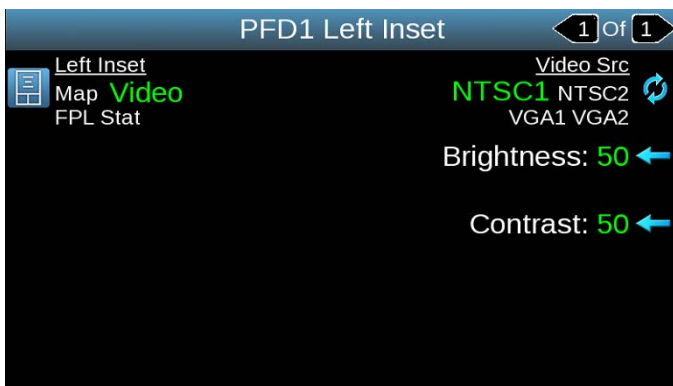 PFD1 Left Inset 1 Of 1
Left Inset Video Src
Map Video NTSC1 NTSC2
FPL Stat VGA1 VGA2
Brightness: 50
Contrast: 50